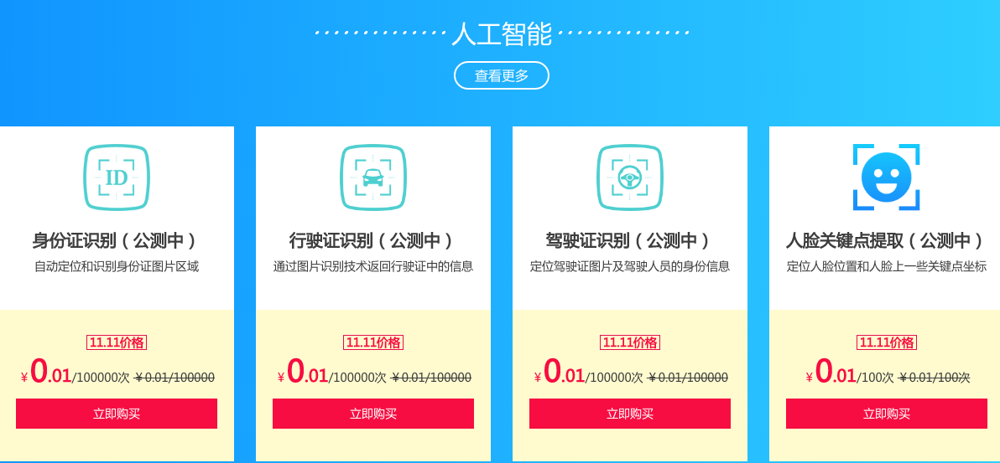 人工智能
查看更多
ID
身份证识别（公测中）
自动定位和识别身份证图片区域
11.11价格
¥0.01/100000次 ¥0.01/100000
立即购买
行驶证识别（公测中）
通过图片识别技术返回行驶证中的信息
11.11价格
¥0.01/100000次 ¥0.01/100000
立即购买
驾驶证识别（公测中）
定位驾驶证图片及驾驶人员的身份信息
11.11价格
¥0.01/100000次 ¥0.01/100000
立即购买
人脸关键点提取（公测中）
定位人脸位置和人脸上一些关键点坐标
11.11价格
¥0.01/100次 ¥0.01/100次
立即购买